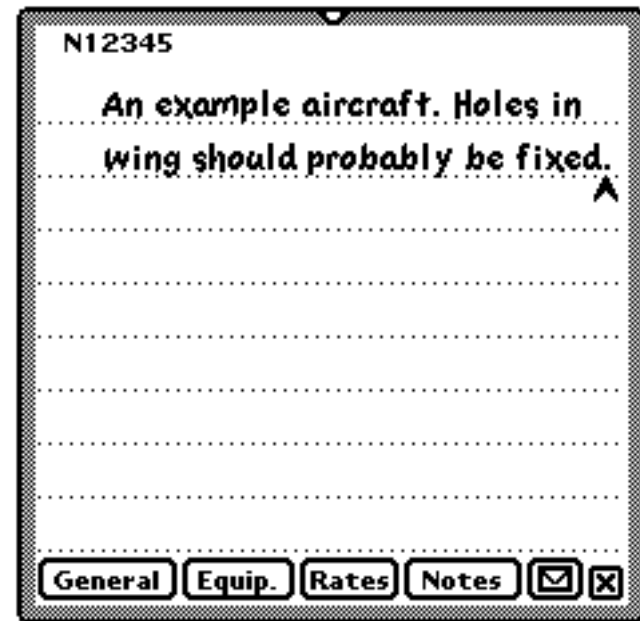 N12345
An example aircraft. Holes in
wing should probably be fixed.
General Equip. Rates Notes